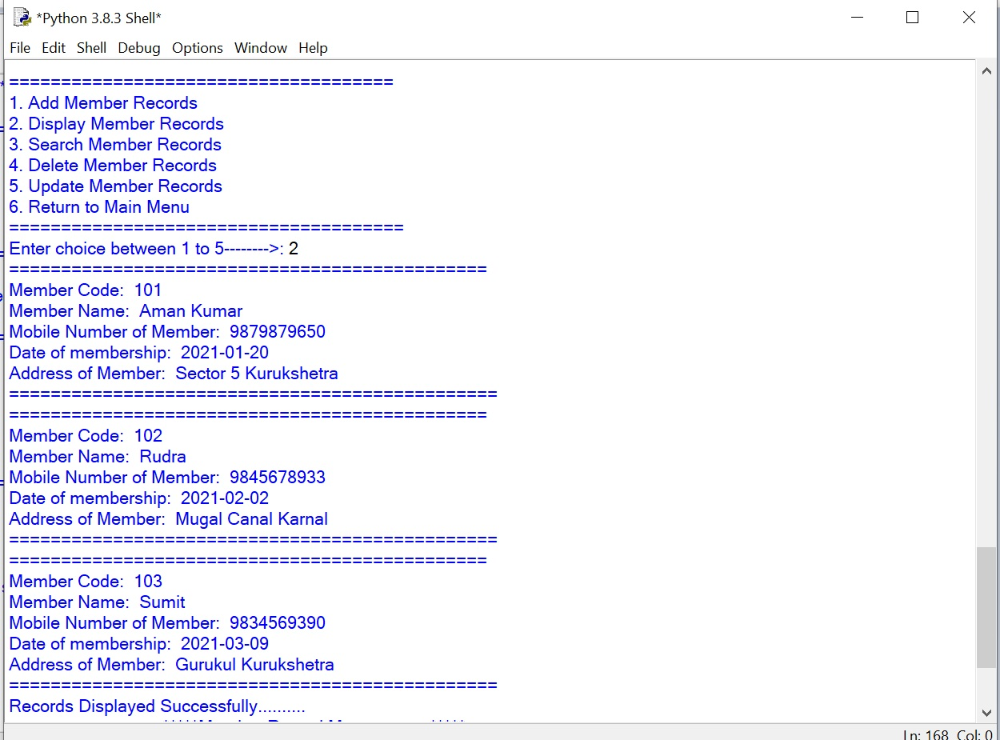 *Python 3.8.3 Shell*
File Edit Shell Debug Options Window Help
=====================================
1. Add Member Records
2. Display Member Records
3. Search Member Records
4. Delete Member Records
5. Update Member Records
6. Return to Main Menu
======================================
Enter choice between 1 to 5-------->: 2
==============================================
Member Code:  101
Member Name:  Aman Kumar
Mobile Number of Member:  9879879650
Date of membership:  2021-01-20
Address of Member:  Sector 5 Kurukshetra
===============================================
==============================================
Member Code:  102
Member Name:  Rudra
Mobile Number of Member:  9845678933
Date of membership:  2021-02-02
Address of Member:  Mugal Canal Karnal
===============================================
==============================================
Member Code:  103
Member Name:  Sumit
Mobile Number of Member:  9834569390
Date of membership:  2021-03-09
Address of Member:  Gurukul Kurukshetra
===============================================
Records Displayed Successfully..........
Ln: 168 Col: 0